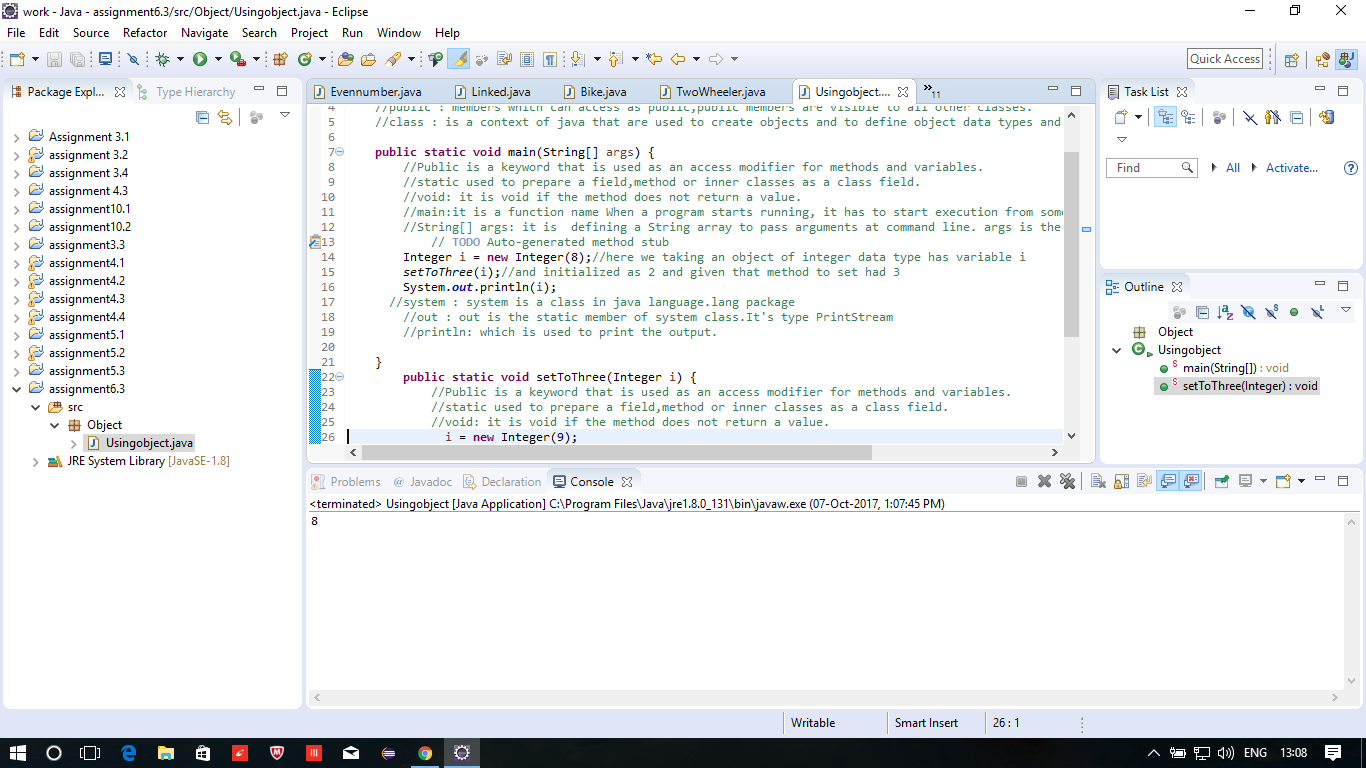 work - Java - assignment6.3/src/Object/Usingobject.java - Eclipse
File Edit Source Refactor Navigate Search Project Run Window Help
Quick Access
Package Expl... Type Hierarchy
Assignment 3.1
assignment 3.2
assignment 3.4
assignment 4.3
assignment10.1
assignment10.2
assignment3.3
assignment4.1
assignment4.2
assignment4.3
assignment4.4
assignment5.1
assignment5.2
assignment5.3
assignment6.3
src
Object
Usingobject.java
JRE System Library [JavaSE-1.8]
Evennumber.java Linked.java Bike.java TwoWheeler.java Usingobject.... »11
4 //public : members which can access as public,public members are visible to all other classes.
5 //class : is a context of java that are used to create objects and to define object data types and
6
7 public static void main(String[] args) {
8 //Public is a keyword that is used as an access modifier for methods and variables.
9 //static used to prepare a field,method or inner classes as a class field.
10 //void: it is void if the method does not return a value.
11 //main:it is a function name When a program starts running, it has to start execution from som
12 //String[] args: it is  defining a String array to pass arguments at command line. args is the
13 // TODO Auto-generated method stub
14 Integer i = new Integer(8);//here we taking an object of integer data type has variable i
15 setToThree(i);//and initialized as 2 and given that method to set had 3
16 System.out.println(i);
17 //system : system is a class in java language.lang package
18 //out : out is the static member of system class.It's type PrintStream
19 //println: which is used to print the output.
20
21 }
22 public static void setToThree(Integer i) {
23 //Public is a keyword that is used as an access modifier for methods and variables.
24 //static used to prepare a field,method or inner classes as a class field.
25 //void: it is void if the method does not return a value.
26 i = new Integer(9);
Task List
Find All Activate...
Outline
Object
Usingobject
main(String[]) : void
setToThree(Integer) : void
Problems @ Javadoc Declaration Console
<terminated> Usingobject [Java Application] C:\Program Files\Java\jre1.8.0_131\bin\javaw.exe (07-Oct-2017, 1:07:45 PM)
8
Writable Smart Insert 26 : 1
ENG 13:08